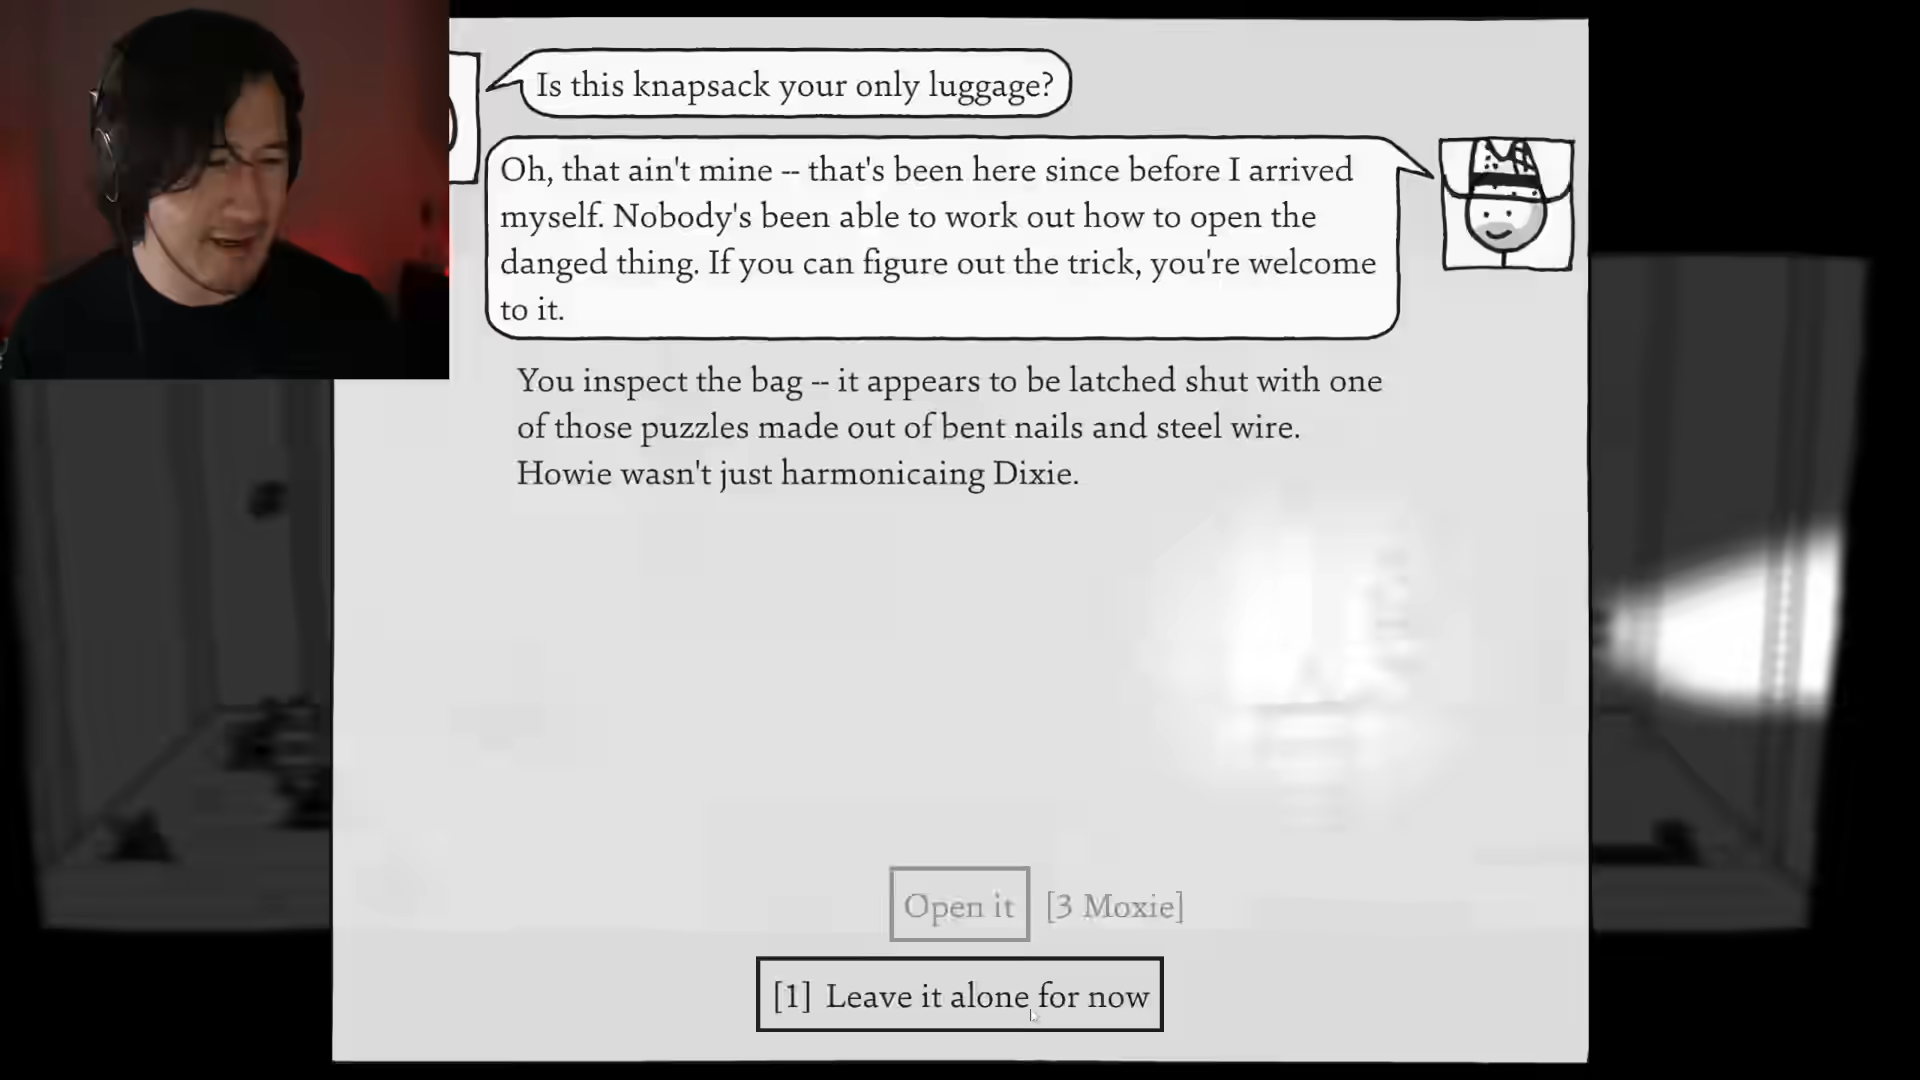 Is this knapsack your only luggage?
Oh, that ain't mine -- that's been here since before I arrived
myself. Nobody's been able to work out how to open the
danged thing. If you can figure out the trick, you're welcome
to it.
You inspect the bag -- it appears to be latched shut with one
of those puzzles made out of bent nails and steel wire.
Howie wasn't just harmonicaing Dixie.
Open it [3 Moxie]
[1] Leave it alone for now